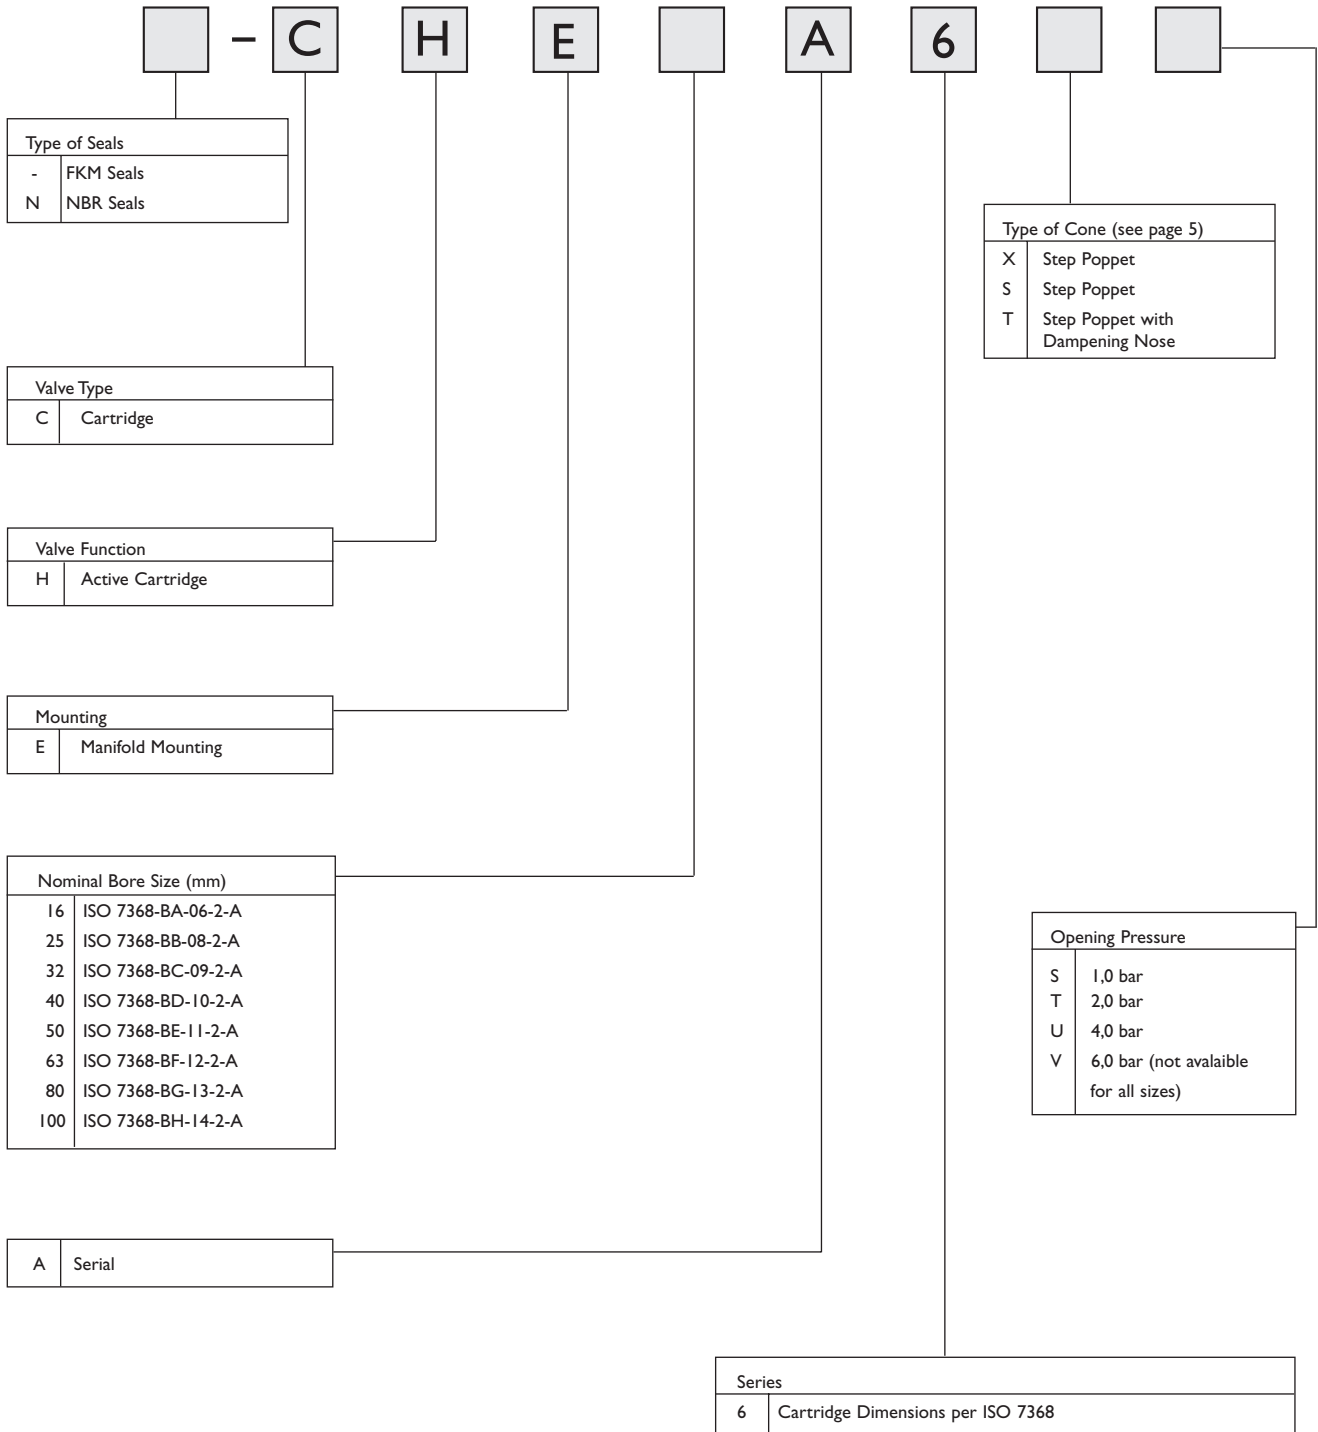 - C H E A 6
Type of Seals
- FKM Seals
N NBR Seals
Type of Cone (see page 5)
X Step Poppet
S Step Poppet
T Step Poppet with
Dampening Nose
Valve Type
C Cartridge
Valve Function
H Active Cartridge
Mounting
E Manifold Mounting
Nominal Bore Size (mm)
16 ISO 7368-BA-06-2-A
25 ISO 7368-BB-08-2-A
32 ISO 7368-BC-09-2-A
40 ISO 7368-BD-10-2-A
50 ISO 7368-BE-11-2-A
63 ISO 7368-BF-12-2-A
80 ISO 7368-BG-13-2-A
100 ISO 7368-BH-14-2-A
Opening Pressure
S 1,0 bar
T 2,0 bar
U 4,0 bar
V 6,0 bar (not avalaible
for all sizes)
A Serial
Series
6 Cartridge Dimensions per ISO 7368